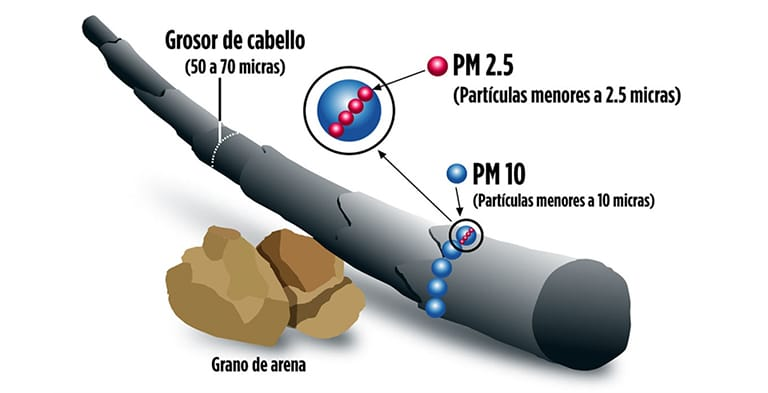 Grosor de cabello
(50 a 70 micras)
PM 2.5
(Partículas menores a 2.5 micras)
PM 10
(Partículas menores a 10 micras)
Grano de arena